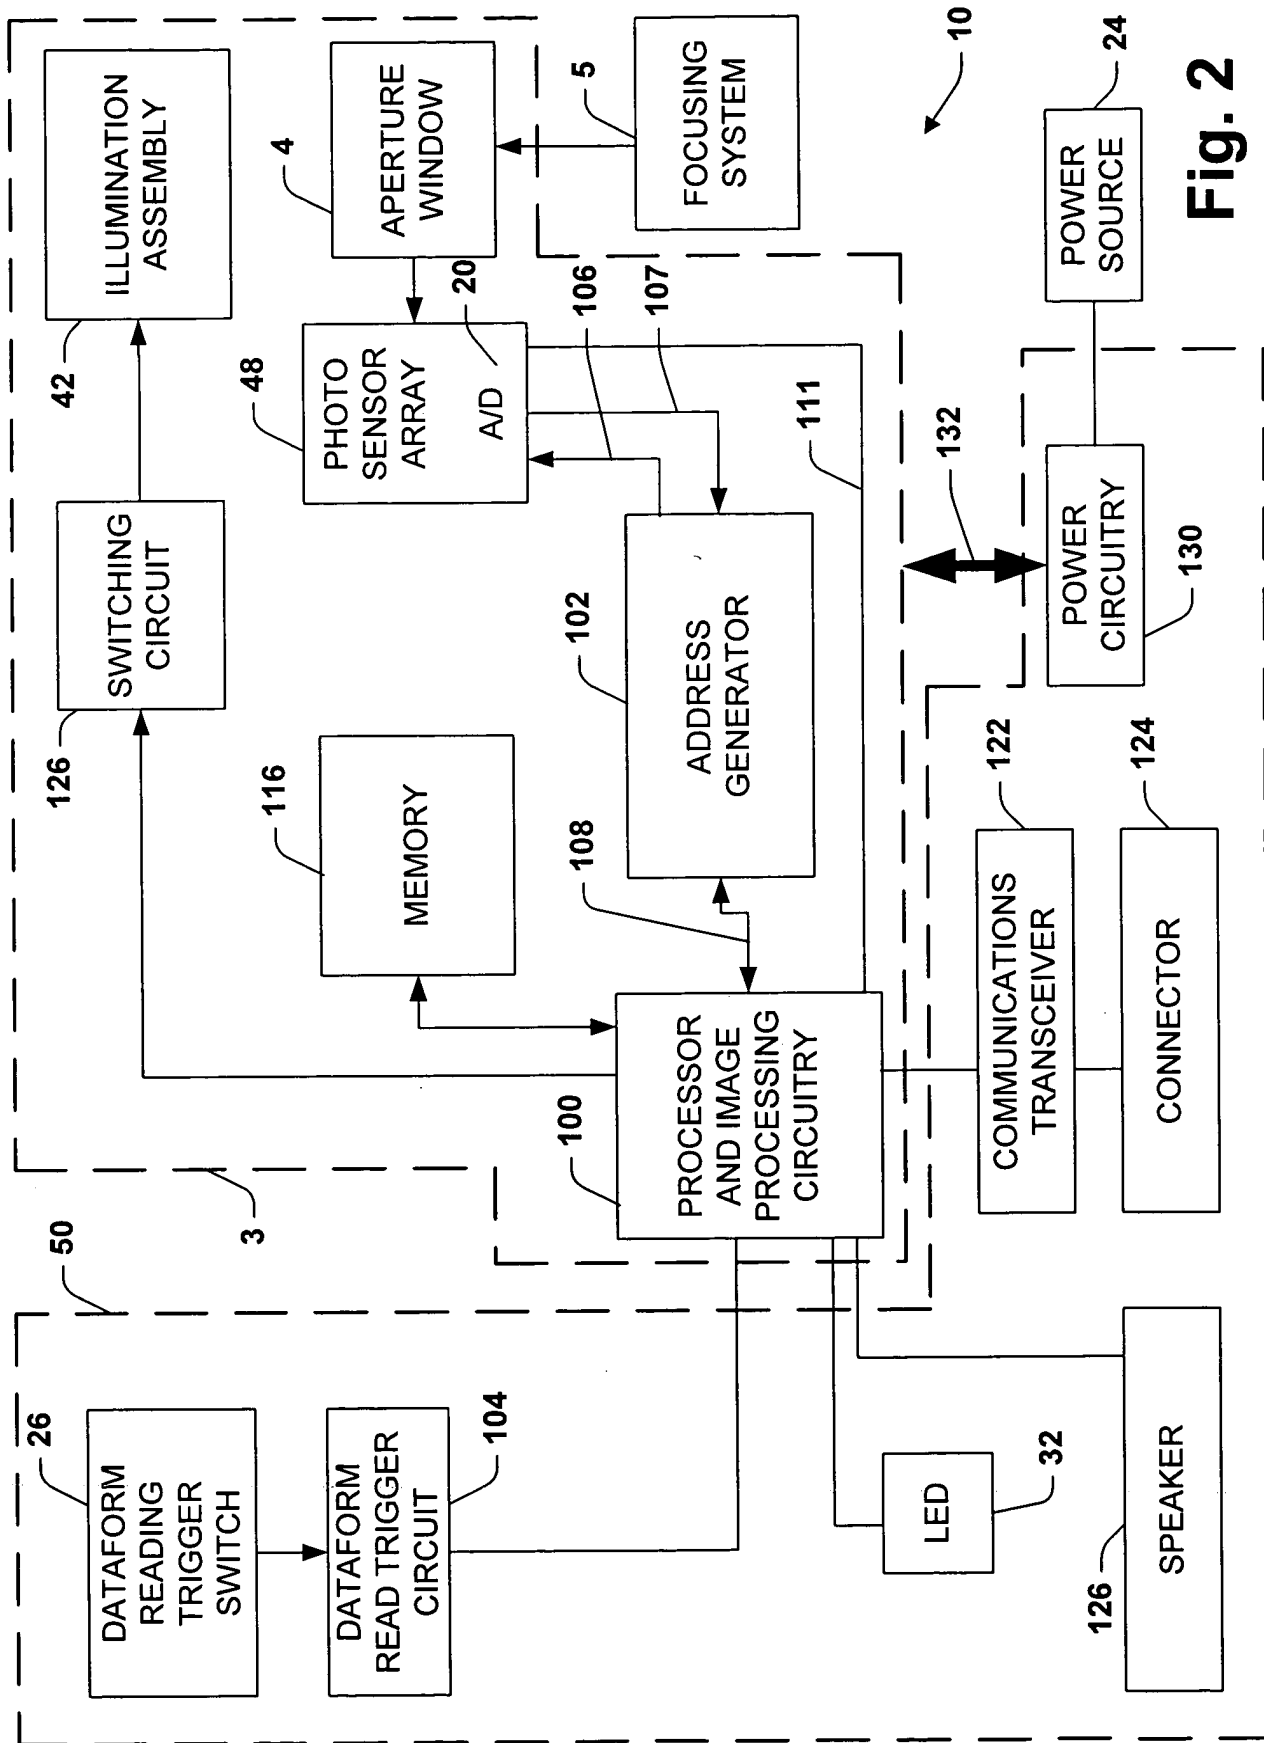 26
DATAFORM
READING
TRIGGER
SWITCH
50
3
126
SWITCHING
CIRCUIT
42
ILLUMINATION
ASSEMBLY
DATAFORM
READ TRIGGER
CIRCUIT
104
116
MEMORY
48
PHOTO
SENSOR
ARRAY
A/D
20
4
APERTURE
WINDOW
100
PROCESSOR
AND IMAGE
PROCESSING
CIRCUITRY
108
102
ADDRESS
GENERATOR
106
107
111
5
FOCUSING
SYSTEM
10
LED
32
122
COMMUNICATIONS
TRANSCEIVER
132
POWER
CIRCUITRY
130
24
POWER
SOURCE
126
SPEAKER
124
CONNECTOR
Fig. 2